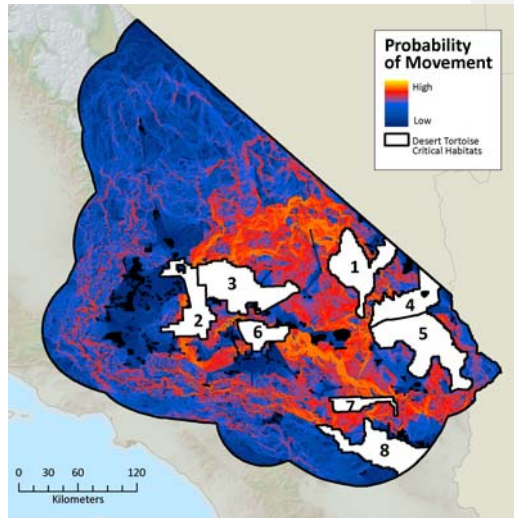 Probability
of Movement
High
Low
Desert Tortoise
Critical Habitats
1
3
4
2
6
5
7
8
0 30 60 120
Kilometers